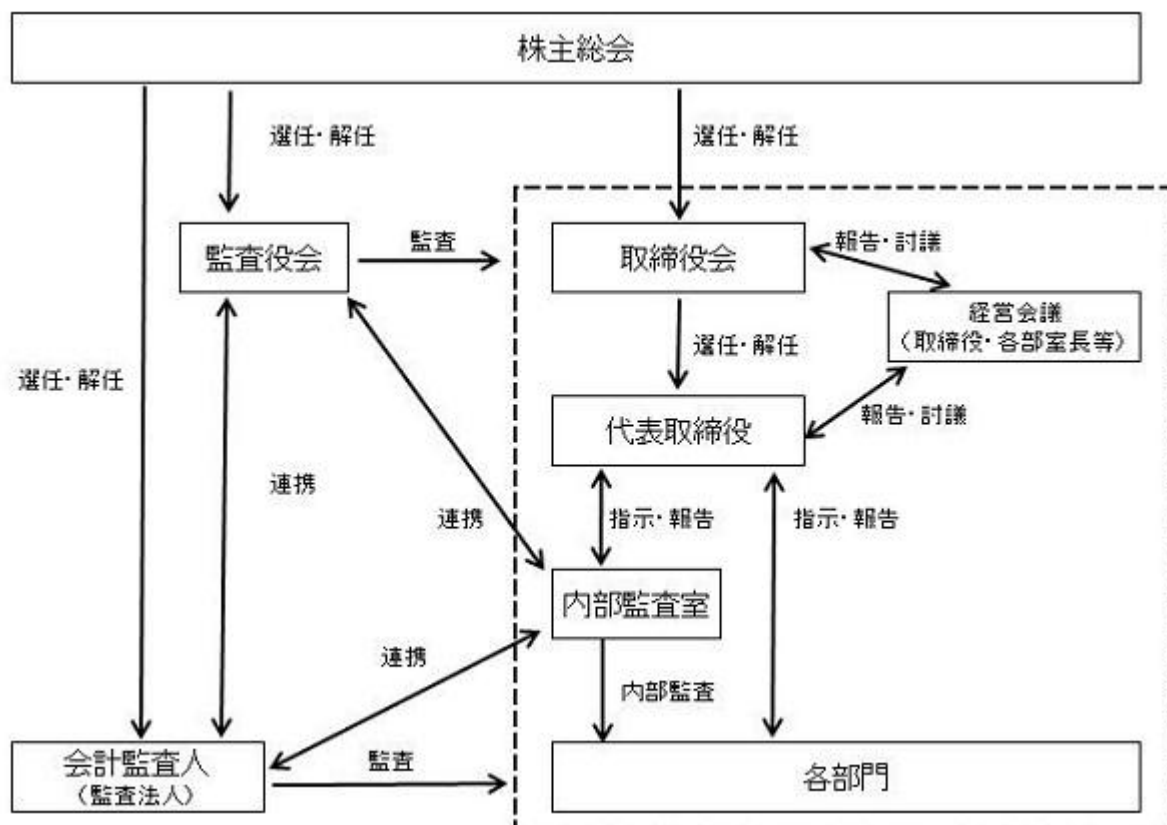 株主総会
選任・解任
選任・解任
監査役会
監査
取締役会
報告・討議
経営会議
（取締役・各部室長等）
選任・解任
選任・解任
代表取締役
報告・討議
連携
連携
指示・報告
指示・報告
内部監査室
連携
内部監査
会計監査人
（監査法人）
監査
各部門